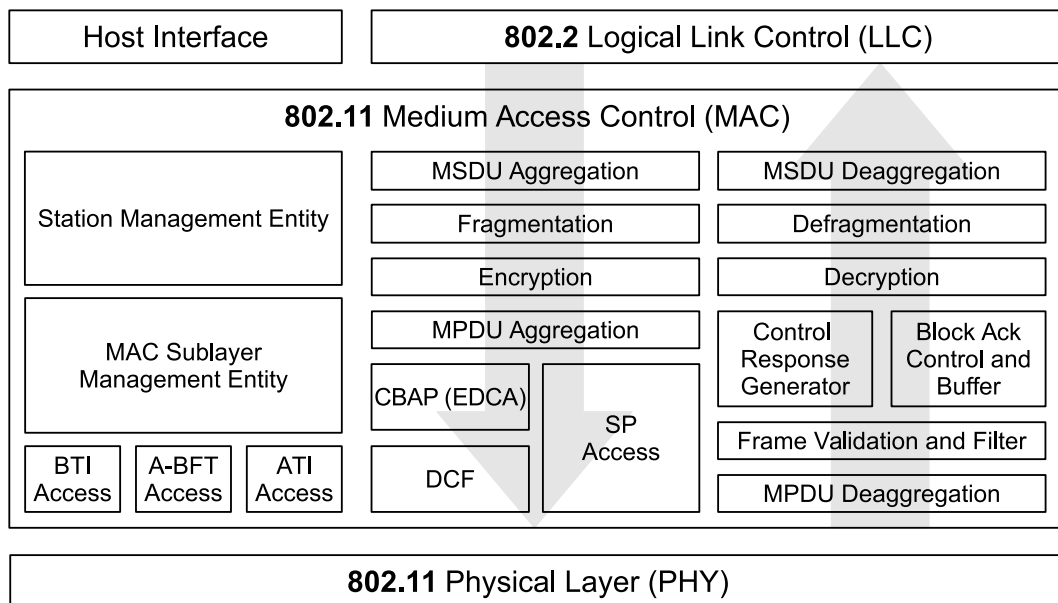 Host Interface
802.2 Logical Link Control (LLC)
802.11 Medium Access Control (MAC)
Station Management Entity
MAC Sublayer
Management Entity
BTI
Access
A-BFT
Access
ATI
Access
MSDU Aggregation
Fragmentation
Encryption
MPDU Aggregation
CBAP (EDCA)
DCF
SP
Access
MSDU Deaggregation
Defragmentation
Decryption
Control
Response
Generator
Block Ack
Control and
Buffer
Frame Validation and Filter
MPDU Deaggregation
802.11 Physical Layer (PHY)